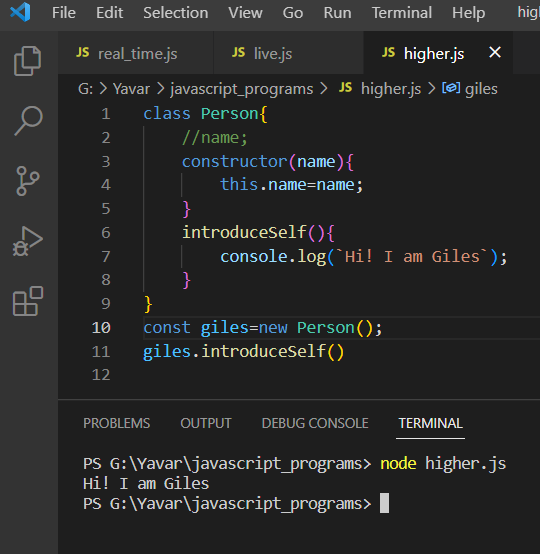 File Edit Selection View Go Run Terminal Help high
JS real_time.js JS live.js JS higher.js ×
G: > Yavar > javascript_programs > JS higher.js > giles
1 class Person{
2 //name;
3 constructor(name){
4 this.name=name;
5 }
6 introduceSelf(){
7 console.log(`Hi! I am Giles`);
8 }
9 }
10 const giles=new Person();
11 giles.introduceSelf()
12
PROBLEMS OUTPUT DEBUG CONSOLE TERMINAL
PS G:\Yavar\javascript_programs> node higher.js
Hi! I am Giles
PS G:\Yavar\javascript_programs>